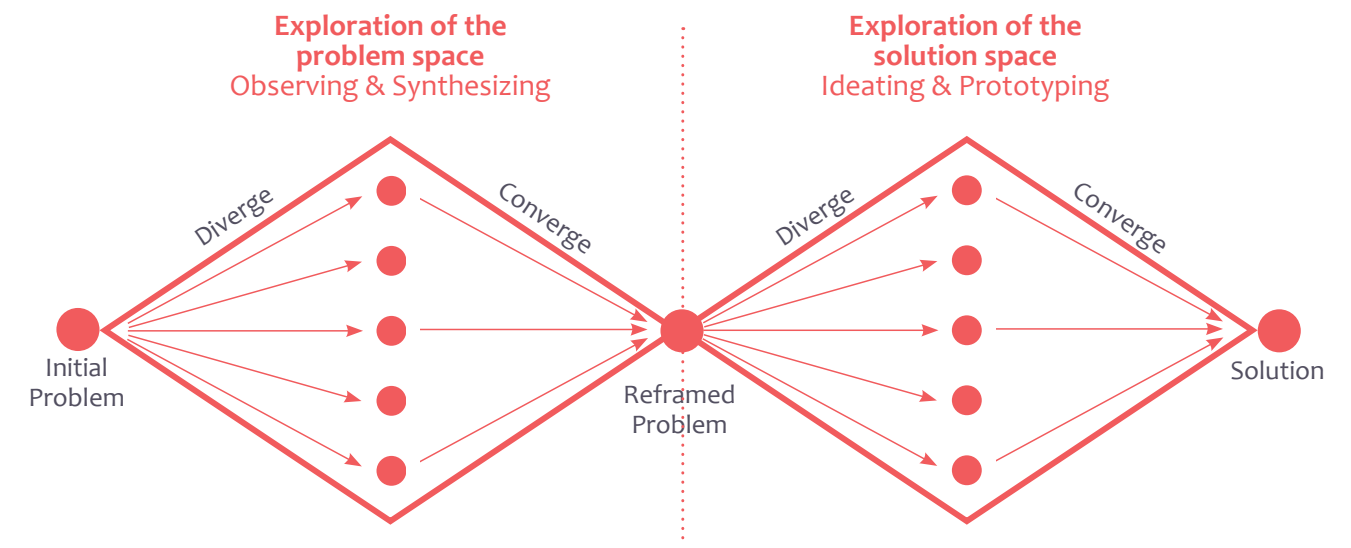 Exploration of the
problem space
Observing & Synthesizing
Exploration of the
solution space
Ideating & Prototyping
Diverge
Converge
Diverge
Converge
Initial
Problem
Reframed
Problem
Solution